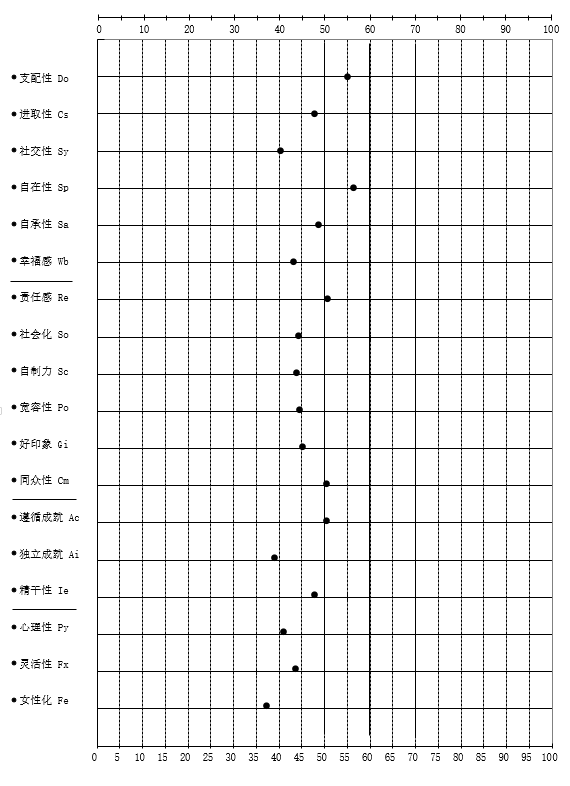 0 10 20 30 40 50 60 70 80 90 100
支配性 Do
进取性 Cs
社交性 Sy
自在性 Sp
自承性 Sa
幸福感 Wb
责任感 Re
社会化 So
自制力 Sc
宽容性 Po
好印象 Gi
同众性 Cm
遵循成就 Ac
独立成就 Ai
精干性 Ie
心理性 Py
灵活性 Fx
女性化 Fe
0 5 10 15 20 25 30 35 40 45 50 55 60 65 70 75 80 85 90 95 100